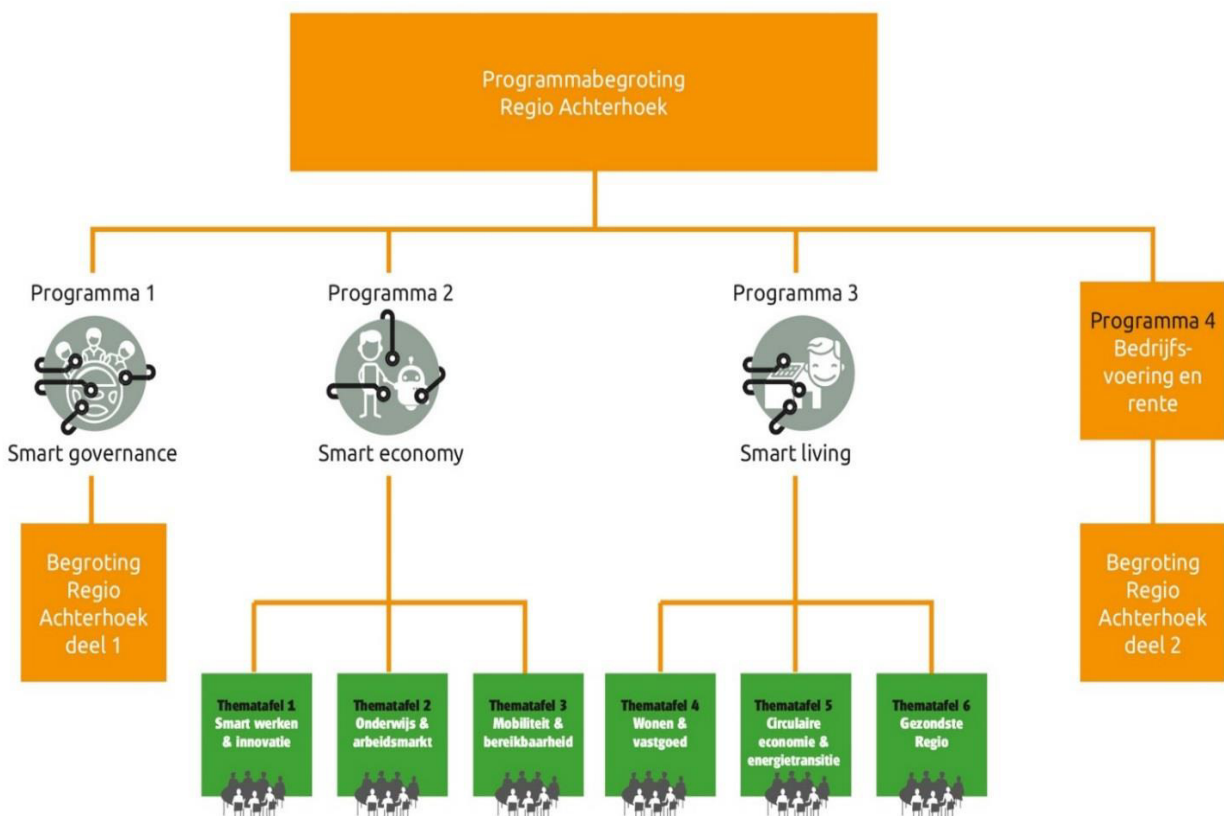 Programmabegroting
Regio Achterhoek
Programma 1
Programma 2
Programma 3
Programma 4
Bedrijfs-
voering en
rente
Smart governance
Smart economy
Smart living
Begroting
Regio
Achterhoek
deel 1
Begroting
Regio
Achterhoek
deel 2
Thematafel 1
Smart werken
& innovatie
Thematafel 2
Onderwijs &
arbeidsmarkt
Thematafel 3
Mobiliteit &
bereikbaarheid
Thematafel 4
Wonen &
vastgoed
Thematafel 5
Circulaire
economie &
energietransitie
Thematafel 6
Gezondste
Regio